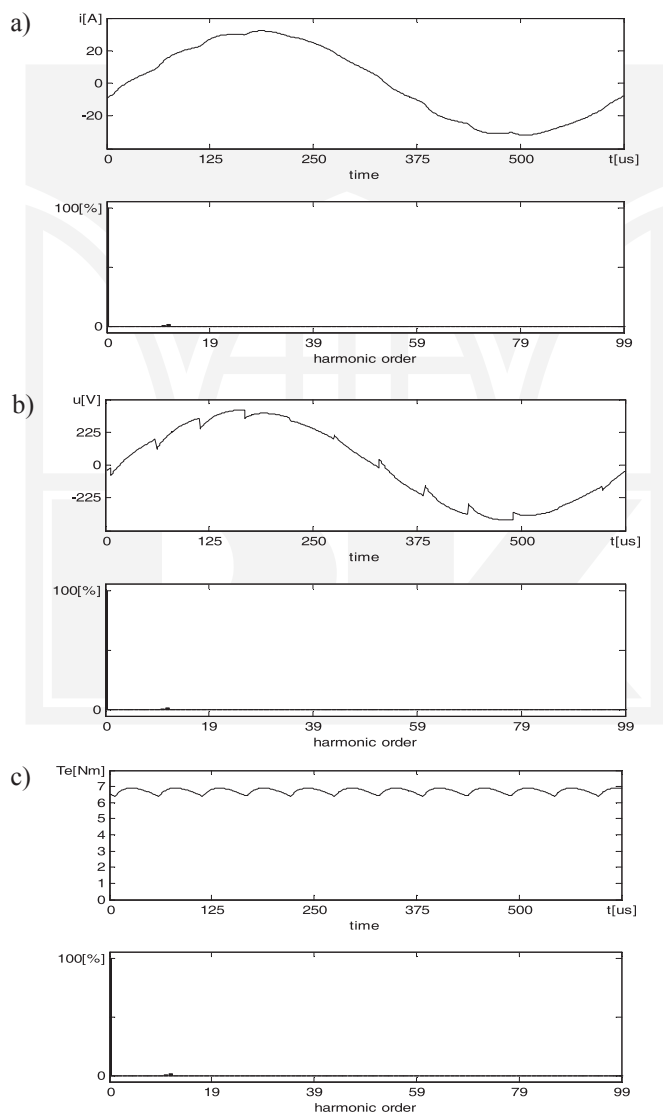 a)
i[A]
20
0
-20
0 125 250 375 500 t[us]
time
100[%]
0
0 19 39 59 79 99
harmonic order
b)
u[V]
225
0
-225
0 125 250 375 500 t[us]
time
100[%]
0
0 19 39 59 79 99
harmonic order
c)
Te[Nm]
7
6
5
4
3
2
1
0
0 125 250 375 500 t[us]
time
100[%]
0
0 19 39 59 79 99
harmonic order